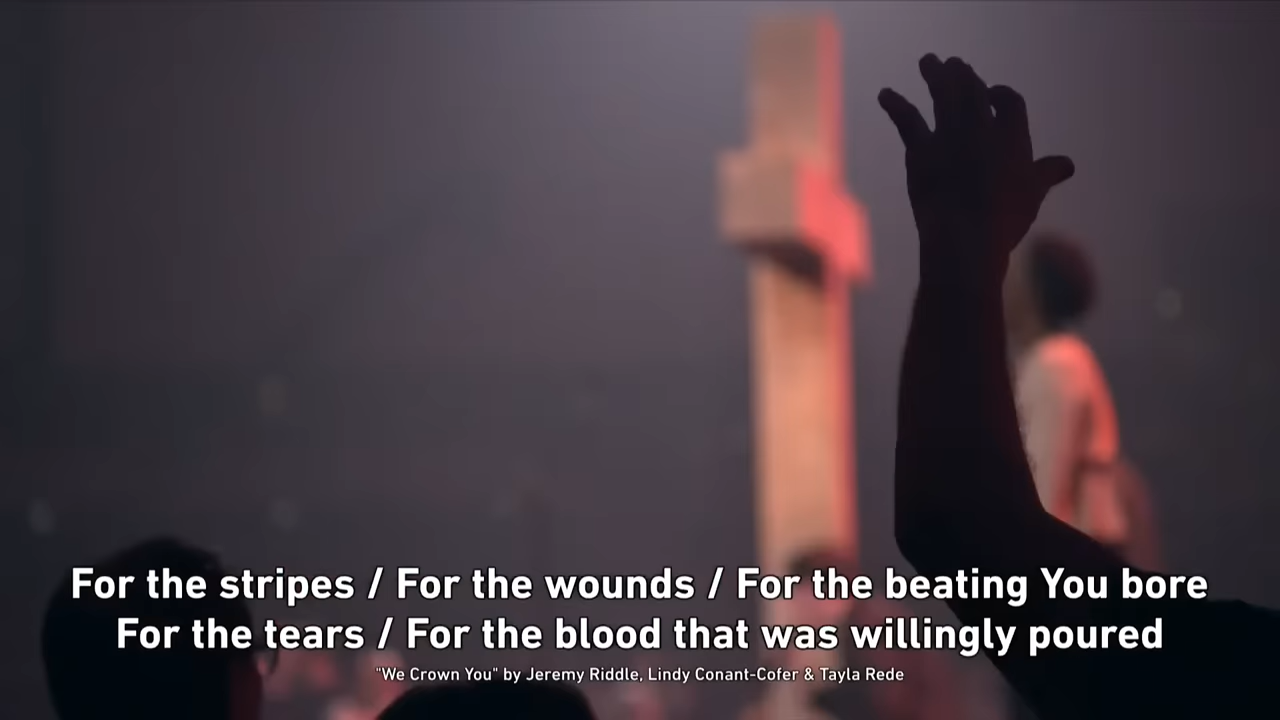 For the stripes / For the wounds / For the beating You bore
For the tears / For the blood that was willingly poured
"We Crown You" by Jeremy Riddle, Lindy Conant-Cofer & Tayla Rede